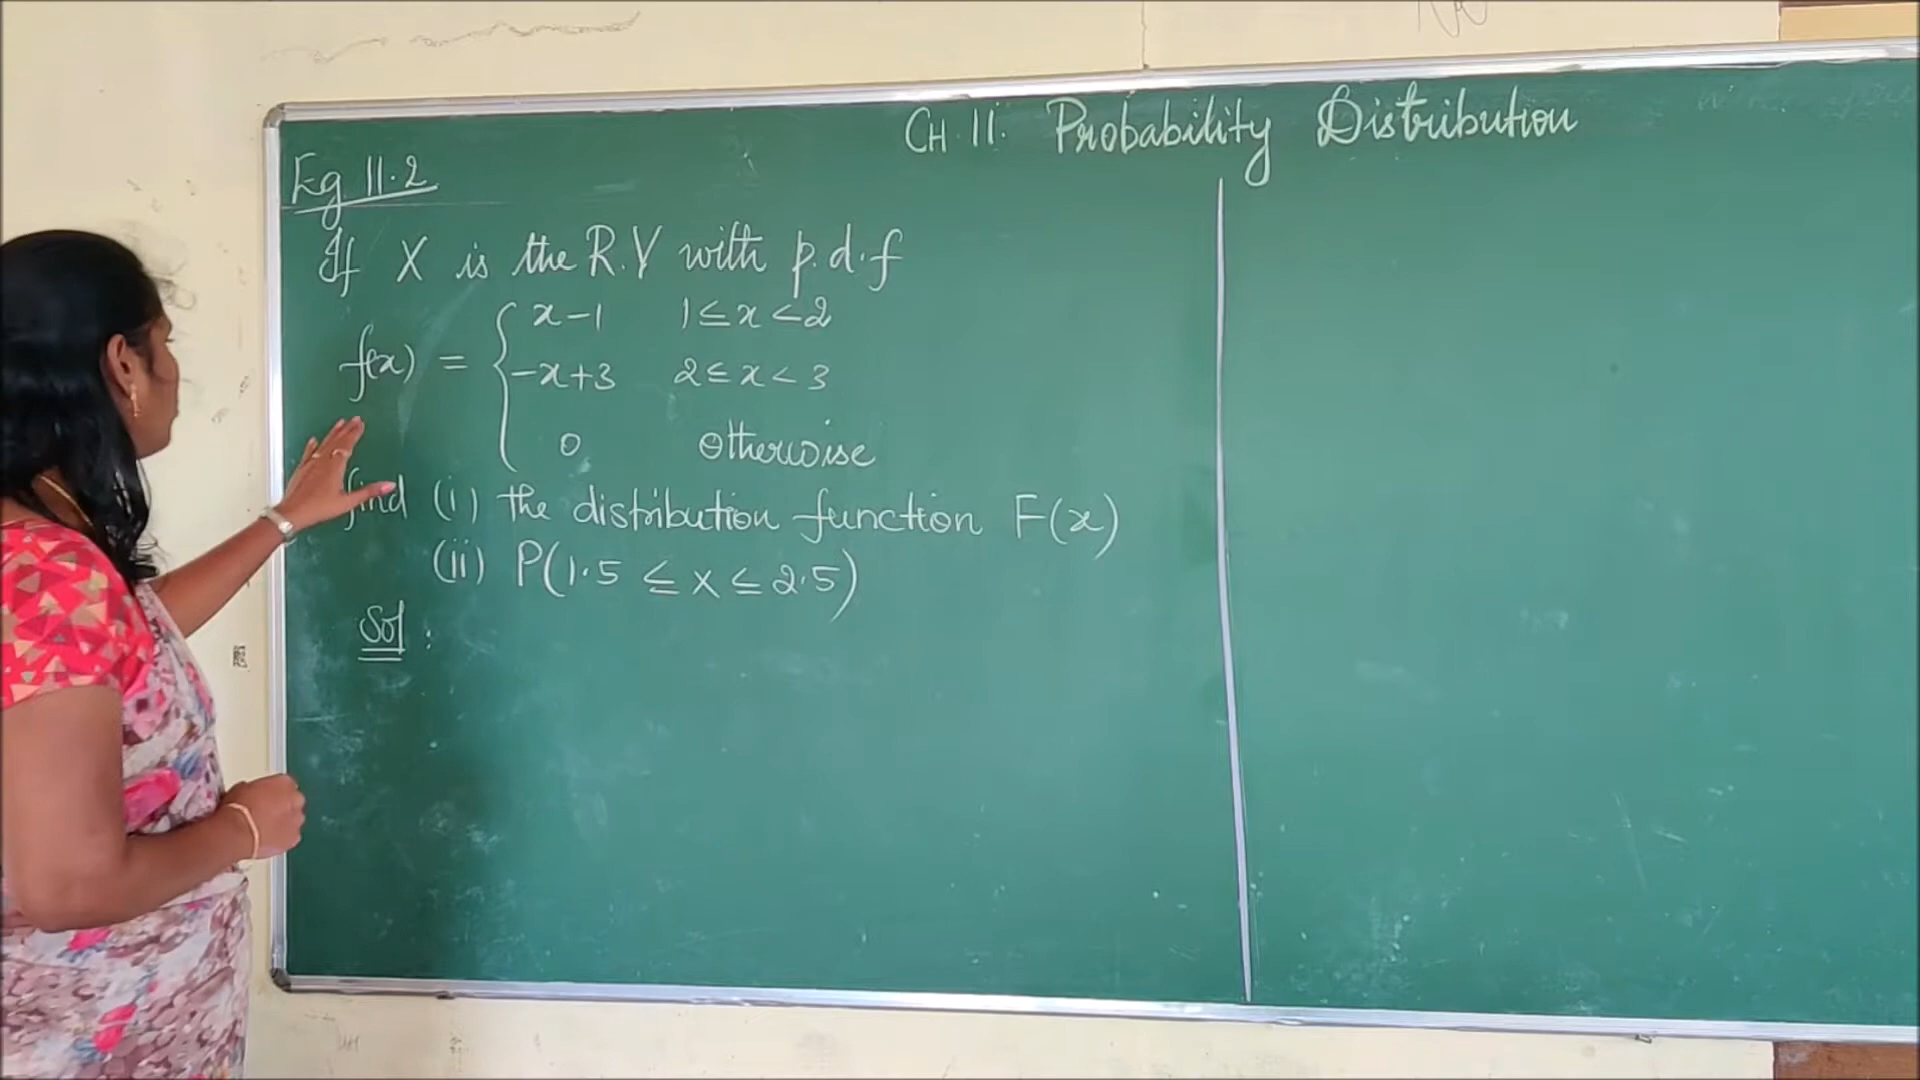 CH.11. Probability Distribution
Eg 11.2
If X is the R.V with p.d.f
f(x) = { x-1 1≤x<2
-x+3 2≤x<3
0 otherwise
find (i) the distribution function F(x)
(ii) P(1.5 ≤ x ≤ 2.5)
Sol :